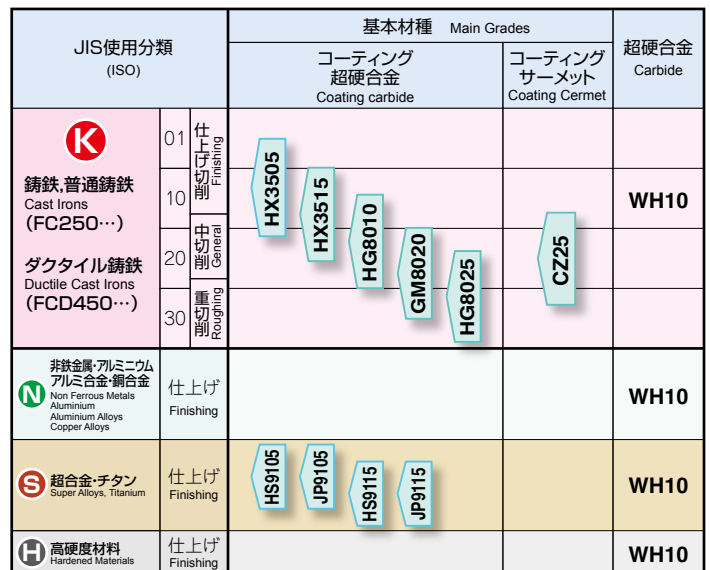 JIS使用分類
(ISO)
基本材種 Main Grades
コーティング
超硬合金
Coating carbide
コーティング
サーメット
Coating Cermet
超硬合金
Carbide
K
鋳鉄,普通鋳鉄
Cast Irons
(FC250…)
ダクタイル鋳鉄
Ductile Cast Irons
(FCD450…)
01
10
20
30
仕上げ切削
Finishing
中切削
General
重切削
Roughing
HX3505
HX3515
HG8010
GM8020
HG8025
CZ25
WH10
N
非鉄金属・アルミニウム
アルミ合金・銅合金
Non Ferrous Metals
Aluminium
Aluminium Alloys
Copper Alloys
仕上げ
Finishing
WH10
S
超合金・チタン
Super Alloys, Titanium
仕上げ
Finishing
HS9105
JP9105
HS9115
JP9115
WH10
H
高硬度材料
Hardened Materials
仕上げ
Finishing
WH10